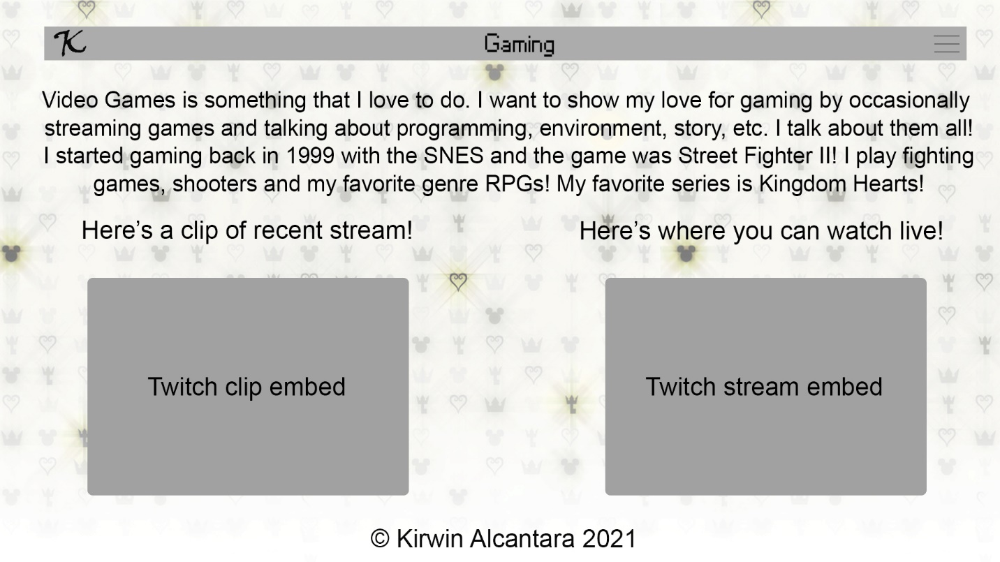 K
Gaming
Video Games is something that I love to do. I want to show my love for gaming by occasionally
streaming games and talking about programming, environment, story, etc. I talk about them all!
I started gaming back in 1999 with the SNES and the game was Street Fighter II! I play fighting
games, shooters and my favorite genre RPGs! My favorite series is Kingdom Hearts!
Here’s a clip of recent stream!
Here’s where you can watch live!
Twitch clip embed
Twitch stream embed
© Kirwin Alcantara 2021